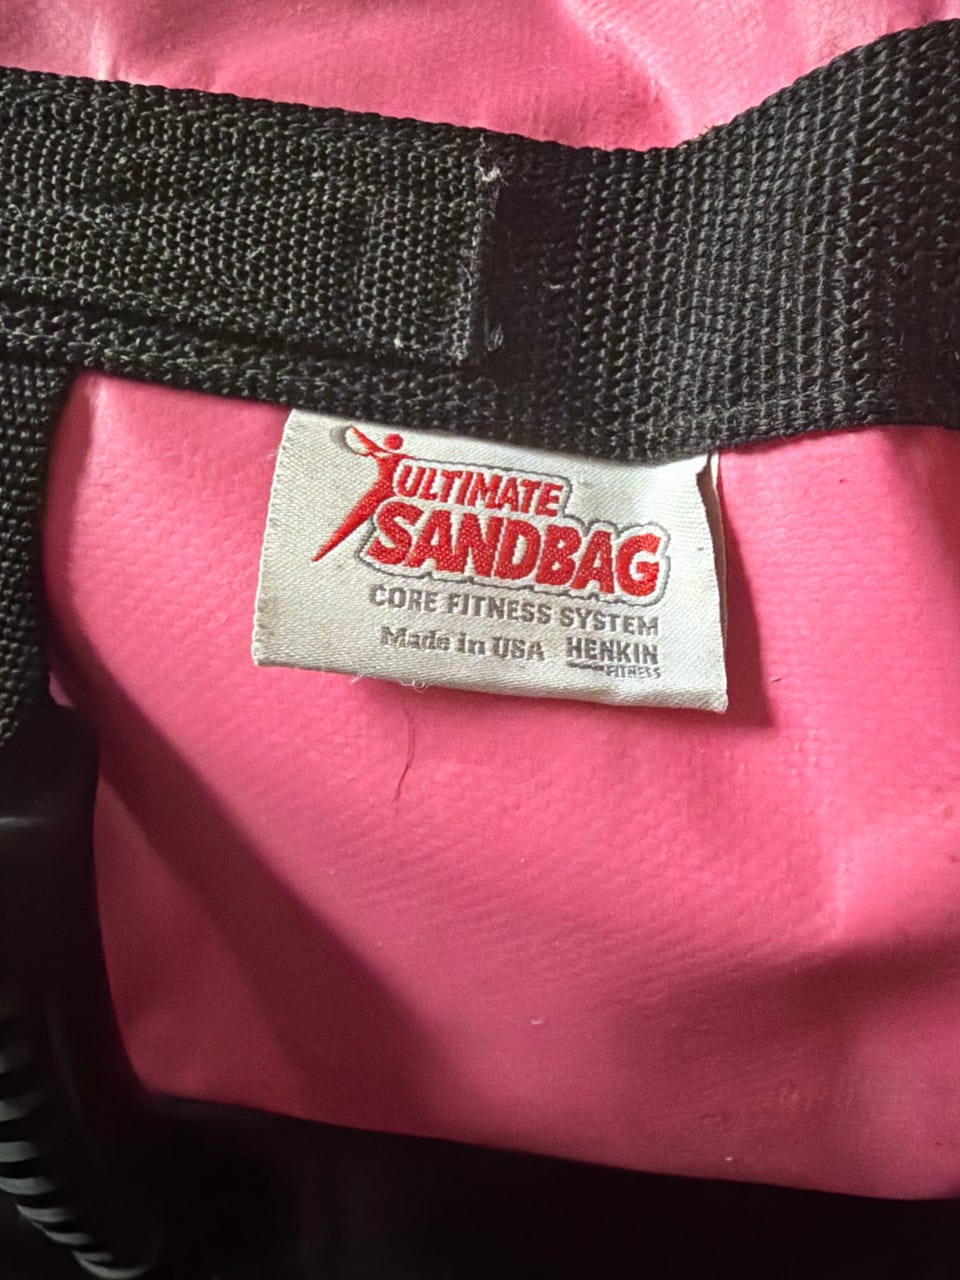 ULTIMATE
SANDBAG
CORE FITNESS SYSTEM
Made in USA HENKIN
FITNESS